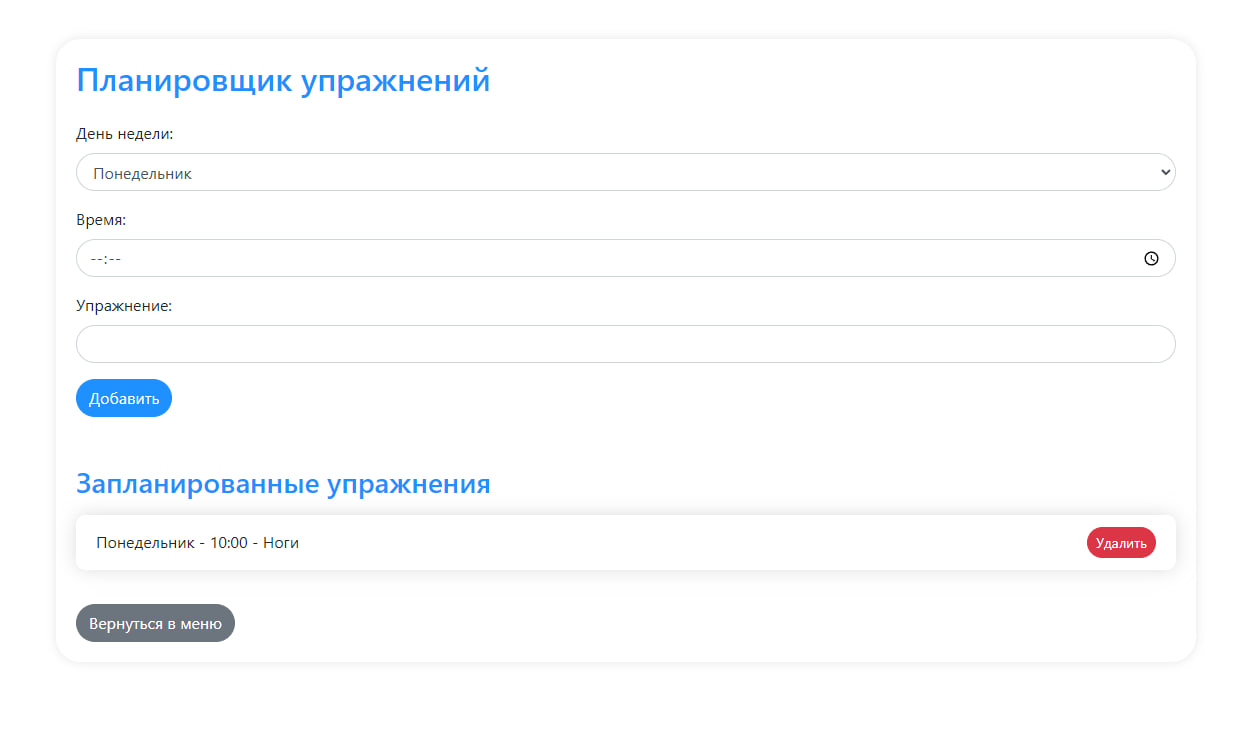 Планировщик упражнений
День недели:
Понедельник
Время:
--:--
Упражнение:
Добавить
Запланированные упражнения
Понедельник - 10:00 - Ноги
Удалить
Вернуться в меню